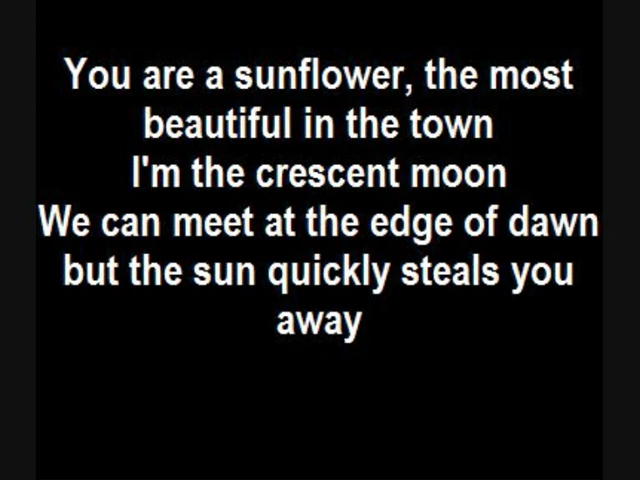 You are a sunflower, the most
beautiful in the town
I'm the crescent moon
We can meet at the edge of dawn
but the sun quickly steals you
away